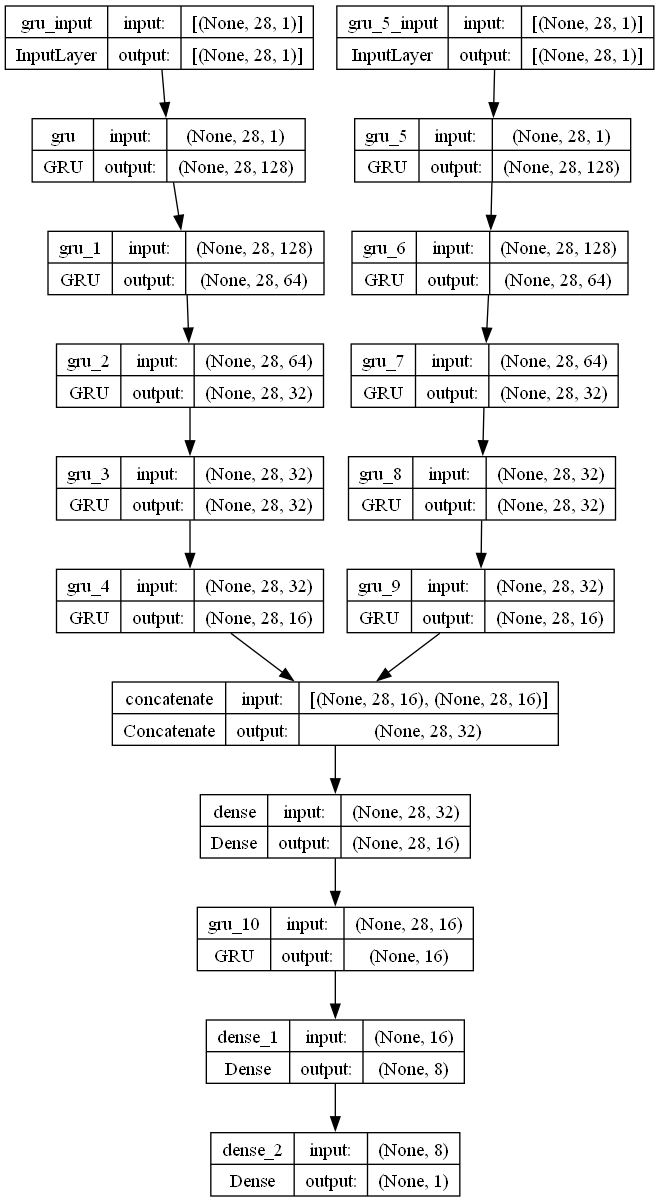 gru_input input: [(None, 28, 1)]
InputLayer output: [(None, 28, 1)]
gru_5_input input: [(None, 28, 1)]
InputLayer output: [(None, 28, 1)]
gru input: (None, 28, 1)
GRU output: (None, 28, 128)
gru_5 input: (None, 28, 1)
GRU output: (None, 28, 128)
gru_1 input: (None, 28, 128)
GRU output: (None, 28, 64)
gru_6 input: (None, 28, 128)
GRU output: (None, 28, 64)
gru_2 input: (None, 28, 64)
GRU output: (None, 28, 32)
gru_7 input: (None, 28, 64)
GRU output: (None, 28, 32)
gru_3 input: (None, 28, 32)
GRU output: (None, 28, 32)
gru_8 input: (None, 28, 32)
GRU output: (None, 28, 32)
gru_4 input: (None, 28, 32)
GRU output: (None, 28, 16)
gru_9 input: (None, 28, 32)
GRU output: (None, 28, 16)
concatenate input: [(None, 28, 16), (None, 28, 16)]
Concatenate output: (None, 28, 32)
dense input: (None, 28, 32)
Dense output: (None, 28, 16)
gru_10 input: (None, 28, 16)
GRU output: (None, 16)
dense_1 input: (None, 16)
Dense output: (None, 8)
dense_2 input: (None, 8)
Dense output: (None, 1)